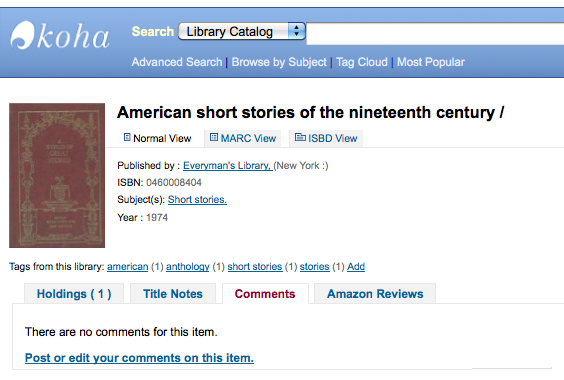 koha Search Library Catalog
Advanced Search | Browse by Subject | Tag Cloud | Most Popular
American short stories of the nineteenth century /
Normal View MARC View ISBD View
Published by : Everyman's Library, (New York :)
ISBN: 0460008404
Subject(s): Short stories.
Year : 1974
Tags from this library: american (1) anthology (1) short stories (1) stories (1) Add
Holdings ( 1 ) Title Notes Comments Amazon Reviews
There are no comments for this item.
Post or edit your comments on this item.